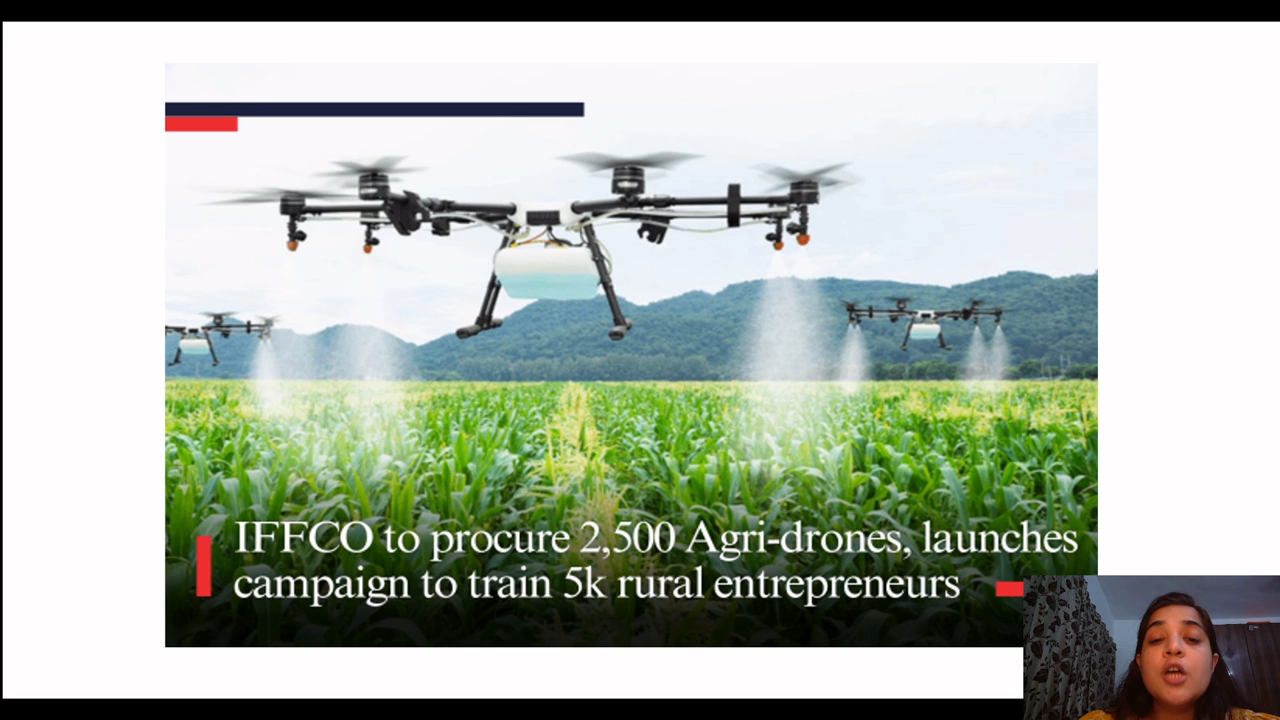 IFFCO to procure 2,500 Agri-drones, launches
campaign to train 5k rural entrepreneurs